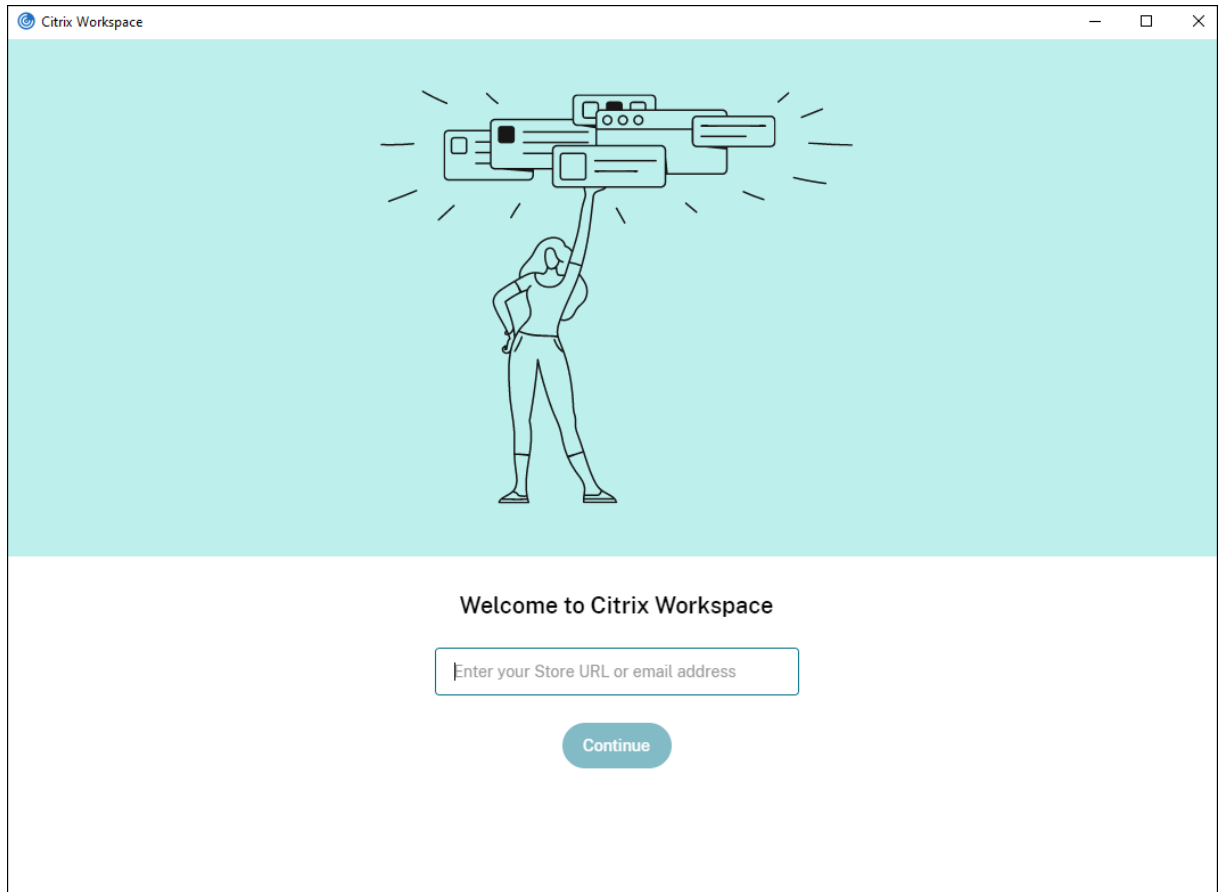 Citrix Workspace
Welcome to Citrix Workspace
Enter your Store URL or email address
Continue